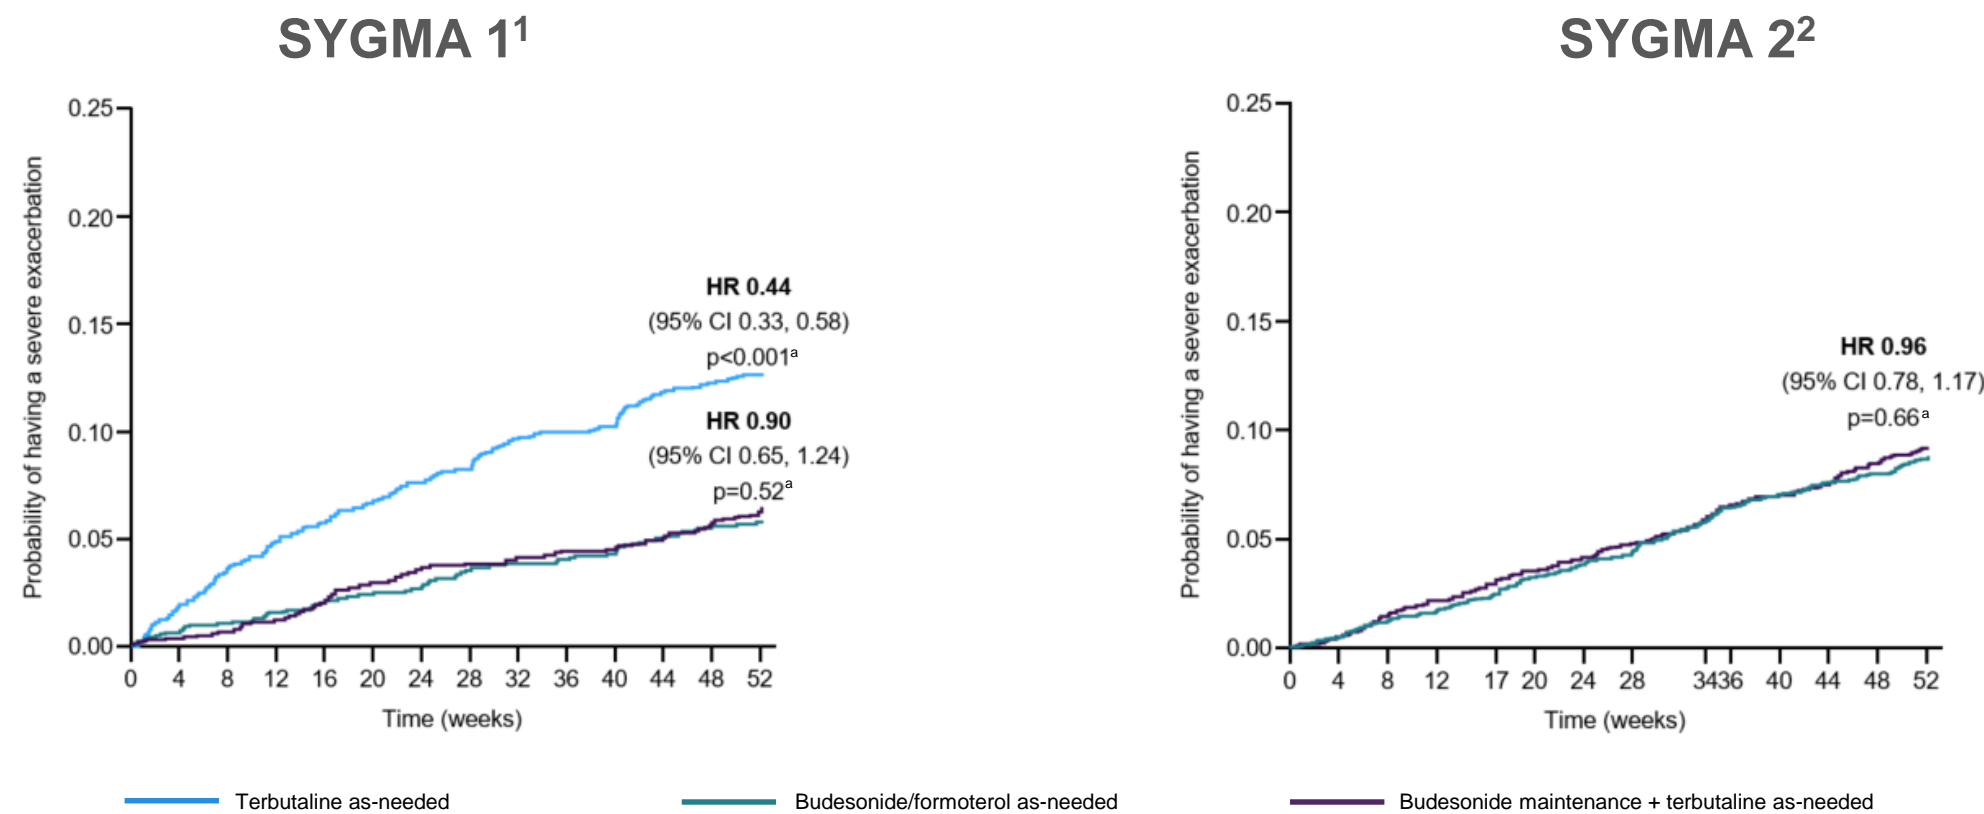 SYGMA 1¹
SYGMA 2²
Probability of having a severe exacerbation
0.25
0.20
0.15
0.10
0.05
0.00
HR 0.44
(95% CI 0.33, 0.58)
p<0.001ᵃ
HR 0.90
(95% CI 0.65, 1.24)
p=0.52ᵃ
0 4 8 12 16 20 24 28 32 36 40 44 48 52
Time (weeks)
Probability of having a severe exacerbation
0.25
0.20
0.15
0.10
0.05
0.00
HR 0.96
(95% CI 0.78, 1.17)
p=0.66ᵃ
0 4 8 12 17 20 24 28 3436 40 44 48 52
Time (weeks)
Terbutaline as-needed
Budesonide/formoterol as-needed
Budesonide maintenance + terbutaline as-needed